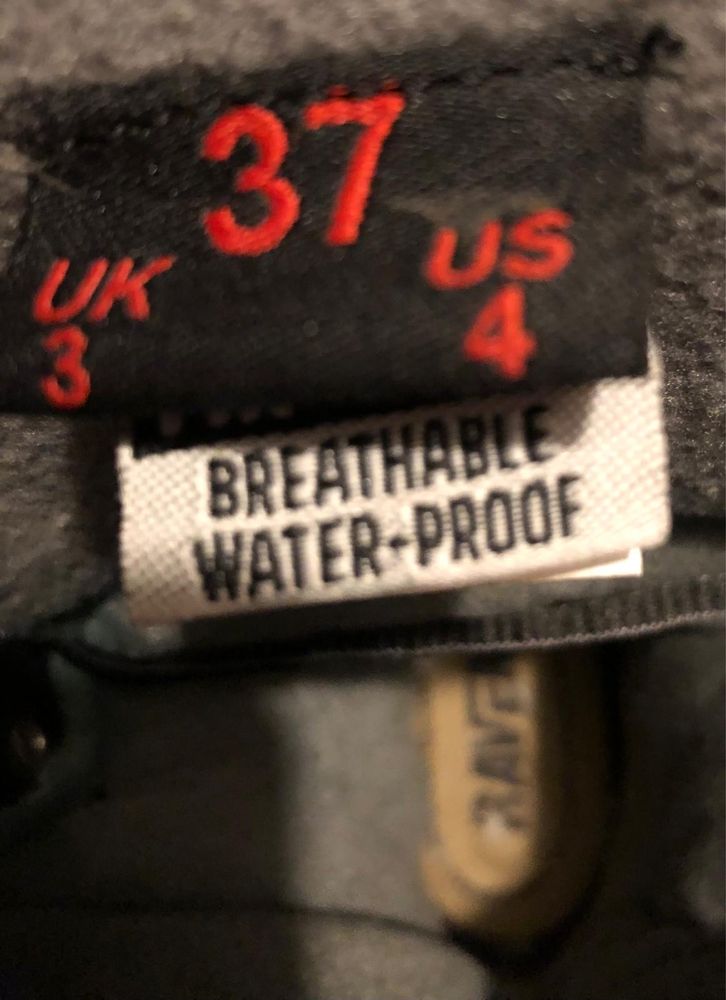 37
UK US
3 4
BREATHABLE
WATER-PROOF